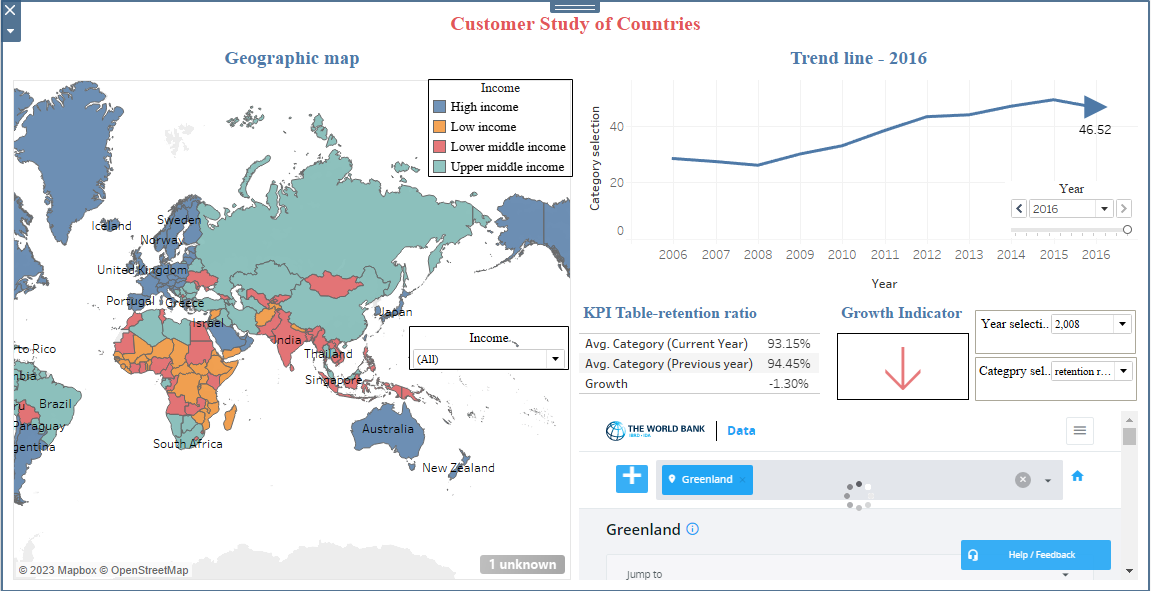 Customer Study of Countries
Geographic map
Income
High income
Low income
Lower middle income
Upper middle income
Iceland
Sweden
Norway
United Kingdom
Portugal
Greece
Israel
Japan
India
Thailand
Singapore
to Rico
Brazil
Paraguay
gentina
South Africa
Australia
New Zealand
Income
(All)
© 2023 Mapbox © OpenStreetMap
1 unknown
Trend line - 2016
Category selection
40
20
0
46.52
Year
2016
2006 2007 2008 2009 2010 2011 2012 2013 2014 2015 2016
Year
KPI Table-retention ratio
Avg. Category (Current Year) 93.15%
Avg. Category (Previous year) 94.45%
Growth -1.30%
Growth Indicator
Year selecti.. 2,008
Categpry sel.. retention r...
THE WORLD BANK
IBRD • IDA
Data
Greenland
Greenland
Help / Feedback
Jump to